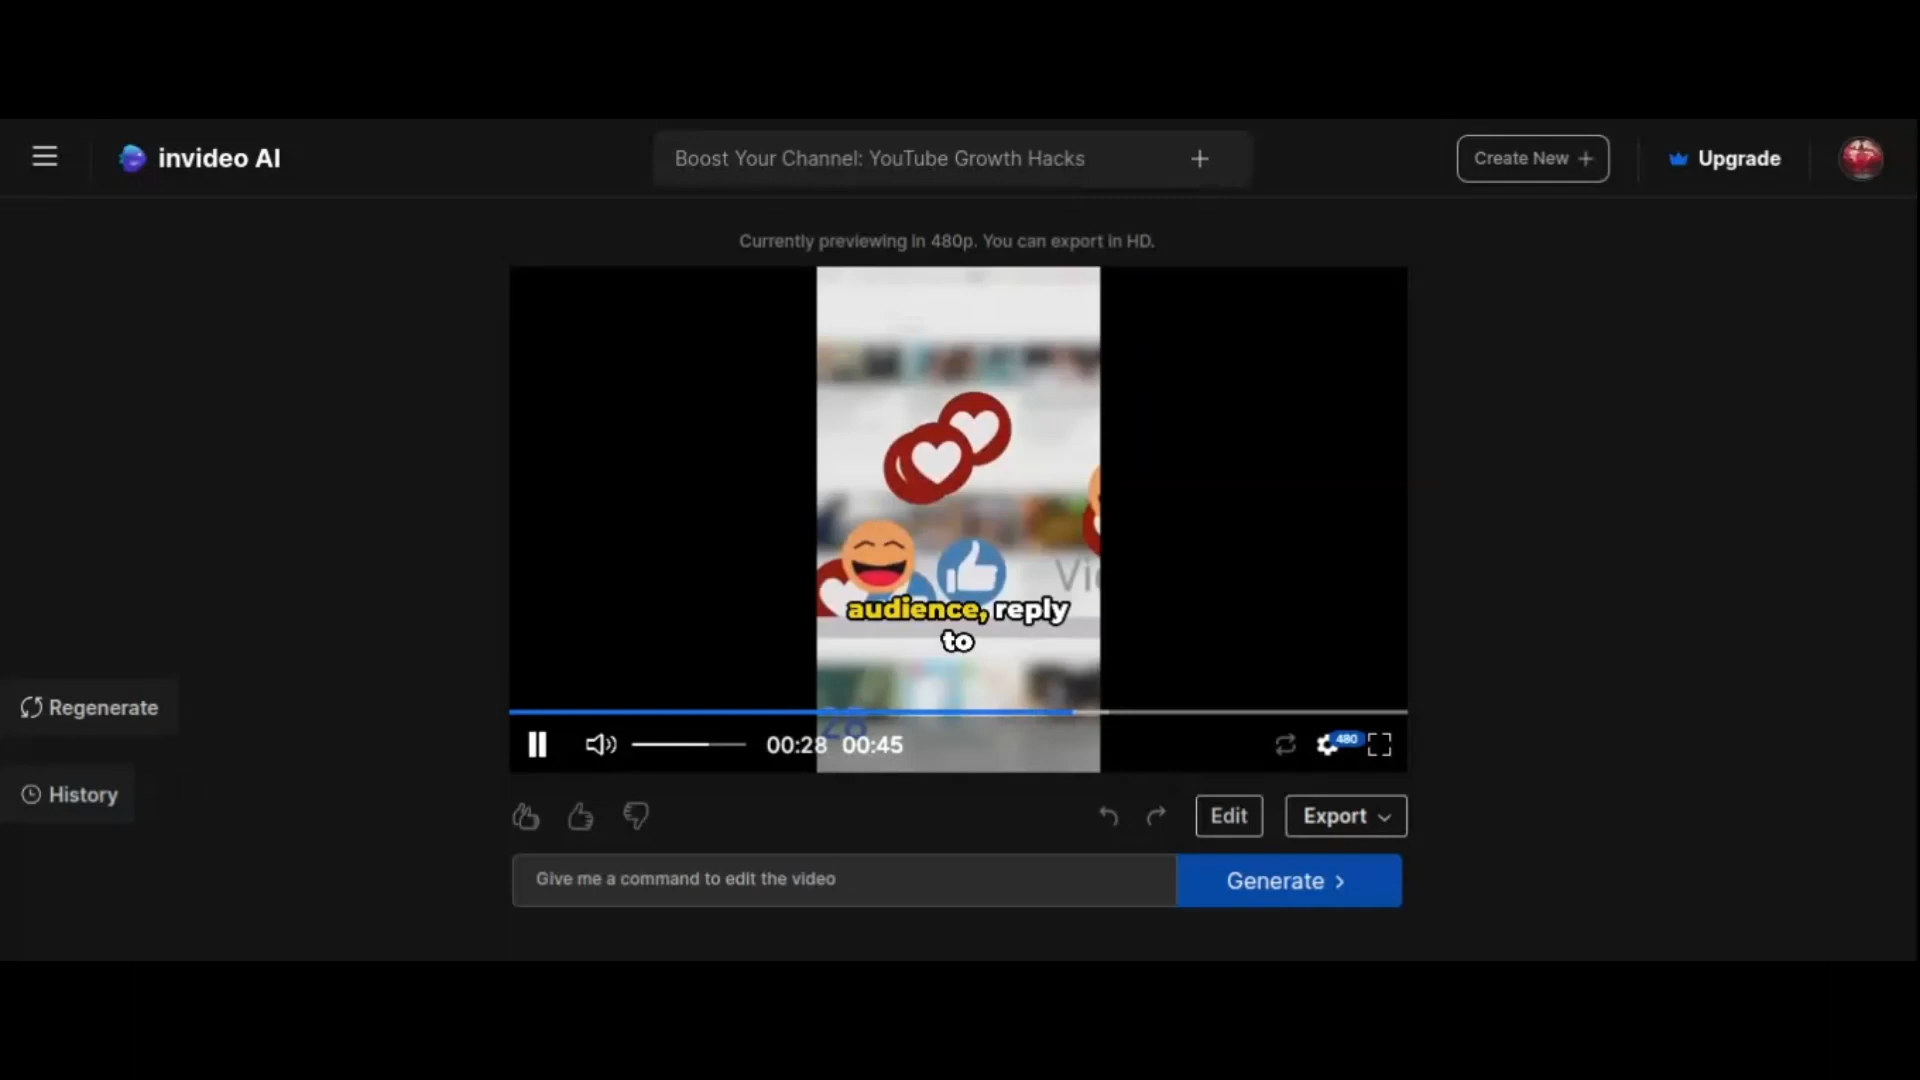 invideo AI
Boost Your Channel: YouTube Growth Hacks
Create New
Upgrade
Currently previewing in 480p. You can export in HD.
audience, reply
to
28
00:28 00:45
480
Regenerate
History
Edit
Export
Give me a command to edit the video
Generate